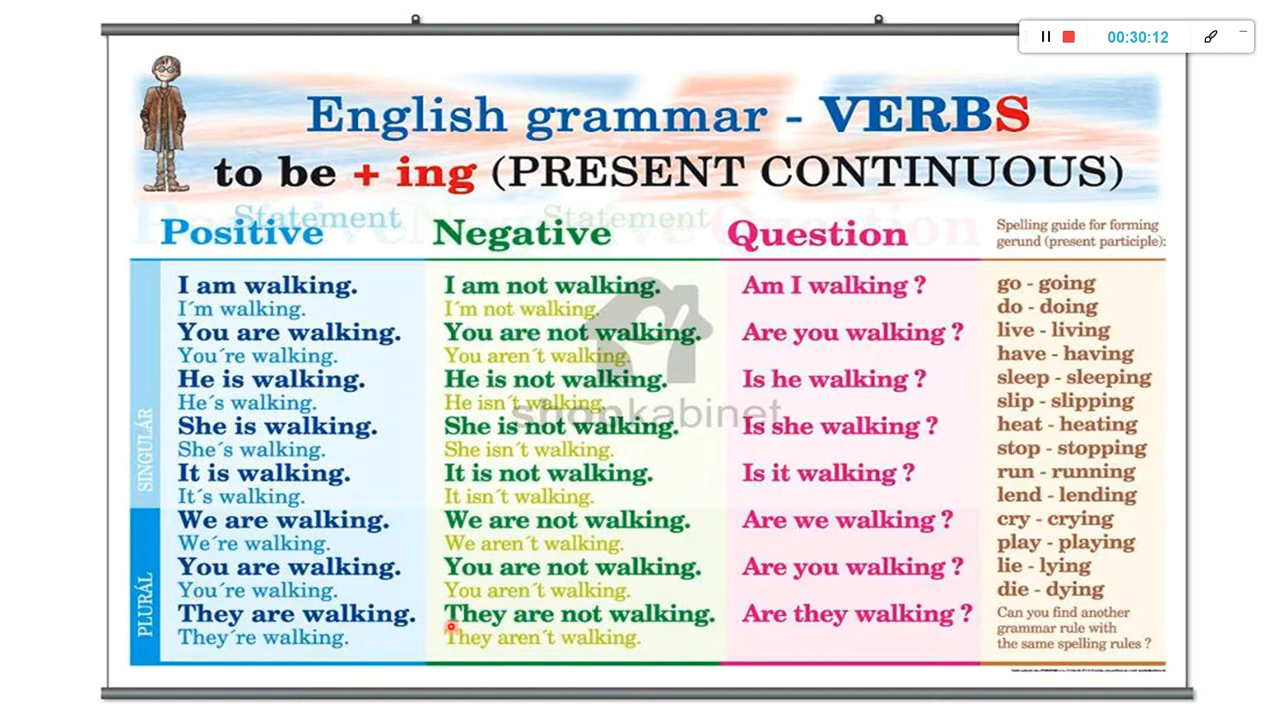 00:30:12
English grammar - VERBS
to be + ing (PRESENT CONTINUOUS)
Statement
Statement
Positive
Negative
Question
Spelling guide for forming
gerund (present participle):
SINGULÁR
I am walking.
I´m walking.
You are walking.
You´re walking.
He is walking.
He´s walking.
She is walking.
She´s walking.
It is walking.
It´s walking.
PLURÁL
We are walking.
We´re walking.
You are walking.
You´re walking.
They are walking.
They´re walking.
I am not walking.
I´m not walking.
You are not walking.
You aren´t walking.
He is not walking.
He isn´t walking.
She is not walking.
She isn´t walking.
It is not walking.
It isn´t walking.
We are not walking.
We aren´t walking.
You are not walking.
You aren´t walking.
They are not walking.
They aren´t walking.
shopkabinet
Am I walking ?
Are you walking ?
Is he walking ?
Is she walking ?
Is it walking ?
Are we walking ?
Are you walking ?
Are they walking ?
go - going
do - doing
live - living
have - having
sleep - sleeping
slip - slipping
heat - heating
stop - stopping
run - running
lend - lending
cry - crying
play - playing
lie - lying
die - dying
Can you find another
grammar rule with
the same spelling rules ?